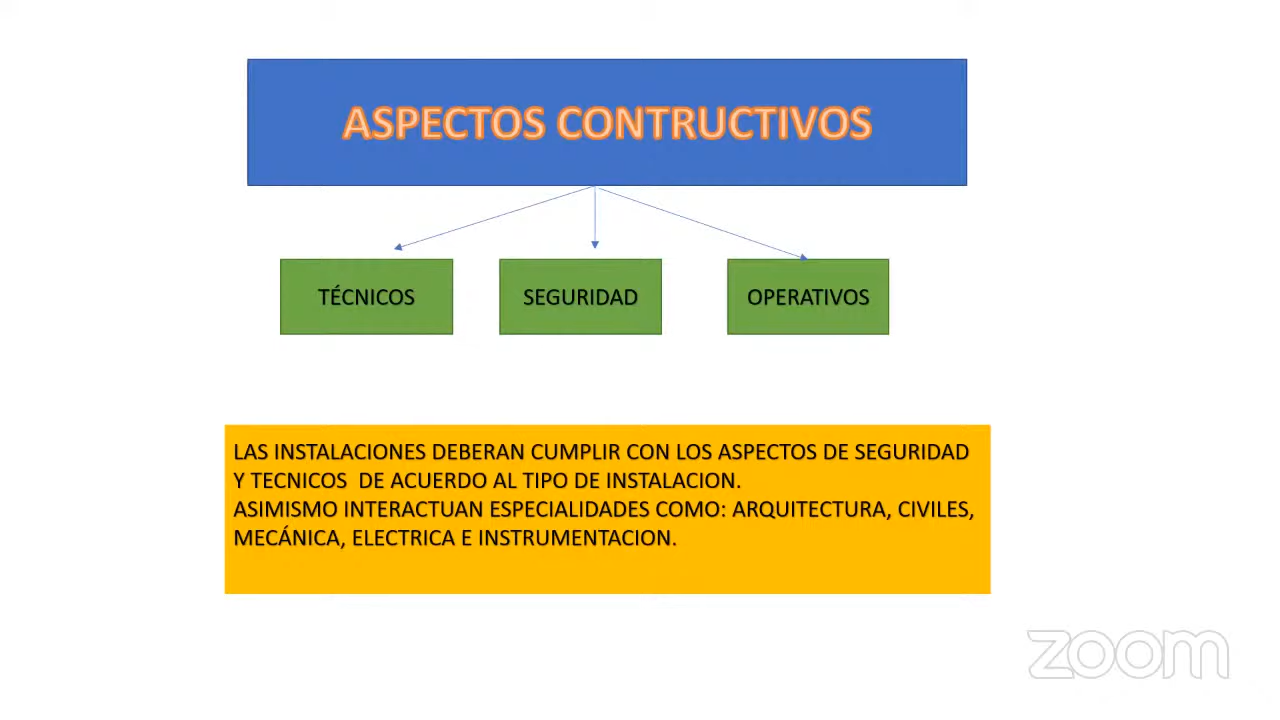 ASPECTOS CONTRUCTIVOS
TÉCNICOS
SEGURIDAD
OPERATIVOS
LAS INSTALACIONES DEBERAN CUMPLIR CON LOS ASPECTOS DE SEGURIDAD
Y TECNICOS DE ACUERDO AL TIPO DE INSTALACION.
ASIMISMO INTERACTUAN ESPECIALIDADES COMO: ARQUITECTURA, CIVILES,
MECÁNICA, ELECTRICA E INSTRUMENTACION.
zoom